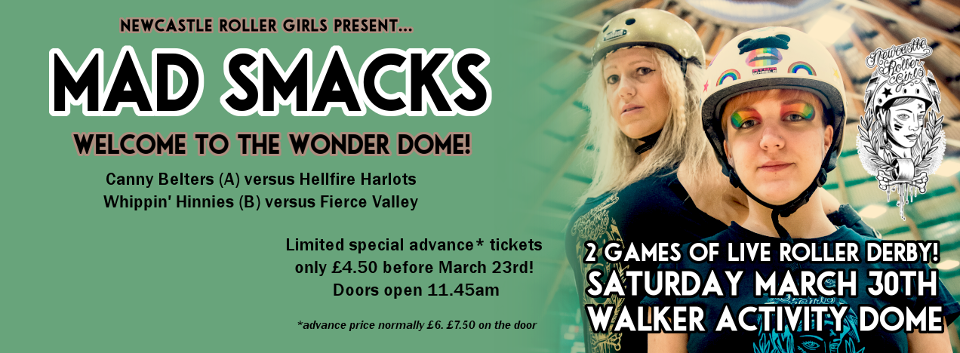 NEWCASTLE ROLLER GIRLS PRESENT...
MAD SMACKS
WELCOME TO THE WONDER DOME!
Canny Belters (A) versus Hellfire Harlots
Whippin' Hinnies (B) versus Fierce Valley
Limited special advance* tickets
only £4.50 before March 23rd!
Doors open 11.45am
*advance price normally £6. £7.50 on the door
Newcastle
Roller
Girls
2 GAMES OF LIVE ROLLER DERBY!
SATURDAY MARCH 30TH
WALKER ACTIVITY DOME